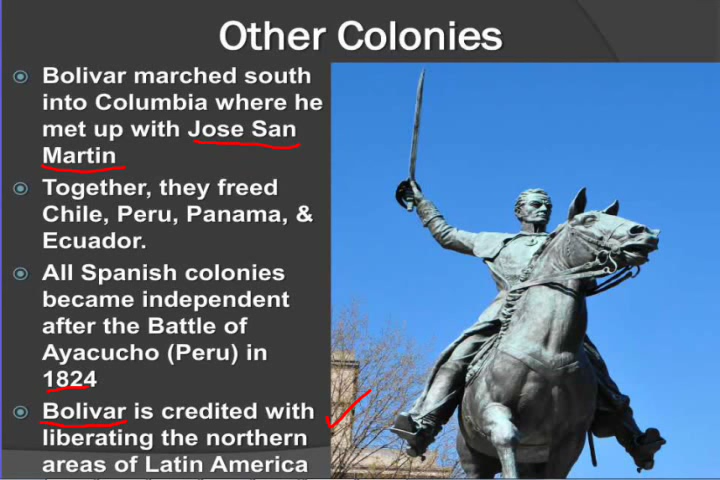 Other Colonies
Bolivar marched south
into Columbia where he
met up with Jose San
Martin
Together, they freed
Chile, Peru, Panama, &
Ecuador.
All Spanish colonies
became independent
after the Battle of
Ayacucho (Peru) in
1824
Bolivar is credited with
liberating the northern
areas of Latin America